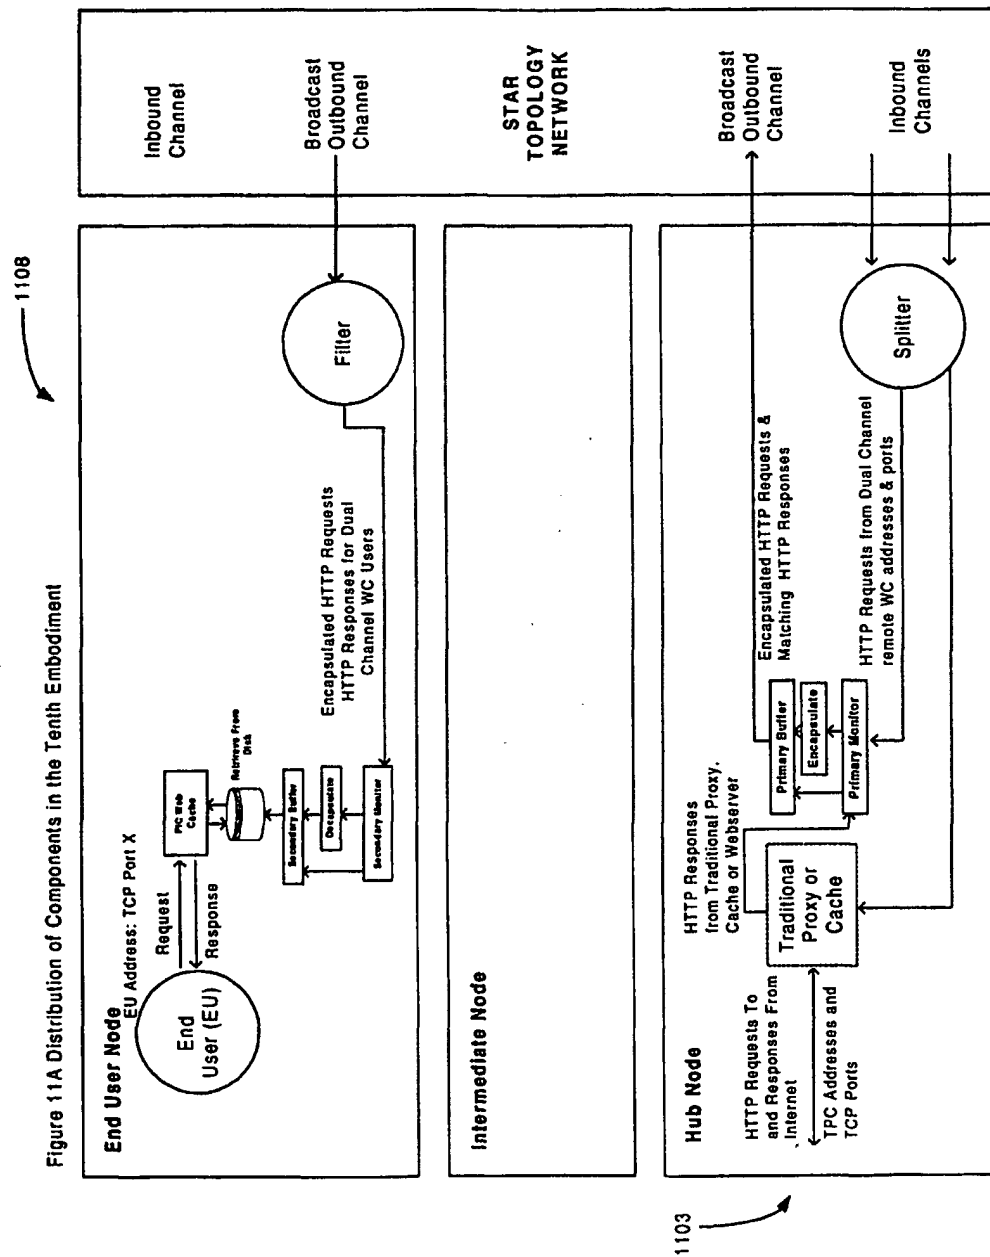 Figure 11A Distribution of Components in the Tenth Embodiment
1108
End User Node
EU Address: TCP Port X
End
User (EU)
Request
Response
PIC Web
Cache
Retrieve From
Disk
Secondary Buffer
Decapsulate
Secondary Monitor
Encapsulated HTTP Requests
HTTP Responses for Dual
Channel WC Users
Filter
Inbound
Channel
Broadcast
Outbound
Channel
Intermediate Node
STAR
TOPOLOGY
NETWORK
1103
Hub Node
HTTP Requests To
and Responses From
Internet
TPC Addresses and
TCP Ports
HTTP Responses
from Traditional Proxy,
Cache or Webserver
Traditional
Proxy or
Cache
Primary Buffer
Encapsulate
Primary Monitor
Encapsulated HTTP Requests &
Matching HTTP Responses
HTTP Requests from Dual Channel
remote WC addresses & ports
Splitter
Broadcast
Outbound
Channel
Inbound
Channels